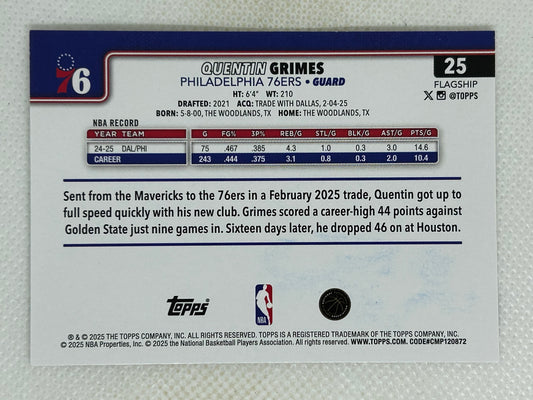 76
QUENTIN GRIMES
PHILADELPHIA 76ERS • GUARD
HT: 6'4" WT: 210
DRAFTED: 2021 ACQ: TRADE WITH DALLAS, 2-04-25
BORN: 5-8-00, THE WOODLANDS, TX HOME: THE WOODLANDS, TX
25
FLAGSHIP
X @TOPPS
NBA RECORD
YEAR TEAM G FG% 3P% REB/G STL/G BLK/G AST/G PTS/G
24-25 DAL/PHI 75 .467 .385 4.3 1.0 0.3 3.0 14.6
CAREER 243 .444 .375 3.1 0.8 0.3 2.0 10.4
Sent from the Mavericks to the 76ers in a February 2025 trade, Quentin got up to
full speed quickly with his new club. Grimes scored a career-high 44 points against
Golden State just nine games in. Sixteen days later, he dropped 46 on at Houston.
Topps
NBA
® & © 2025 THE TOPPS COMPANY, INC. ALL RIGHTS RESERVED. TOPPS IS A REGISTERED TRADEMARK OF THE TOPPS COMPANY, INC.
© 2025 NBA Properties, Inc. © 2025 the National Basketball Players Association. All rights reserved. WWW.TOPPS.COM. CODE#CMP120872